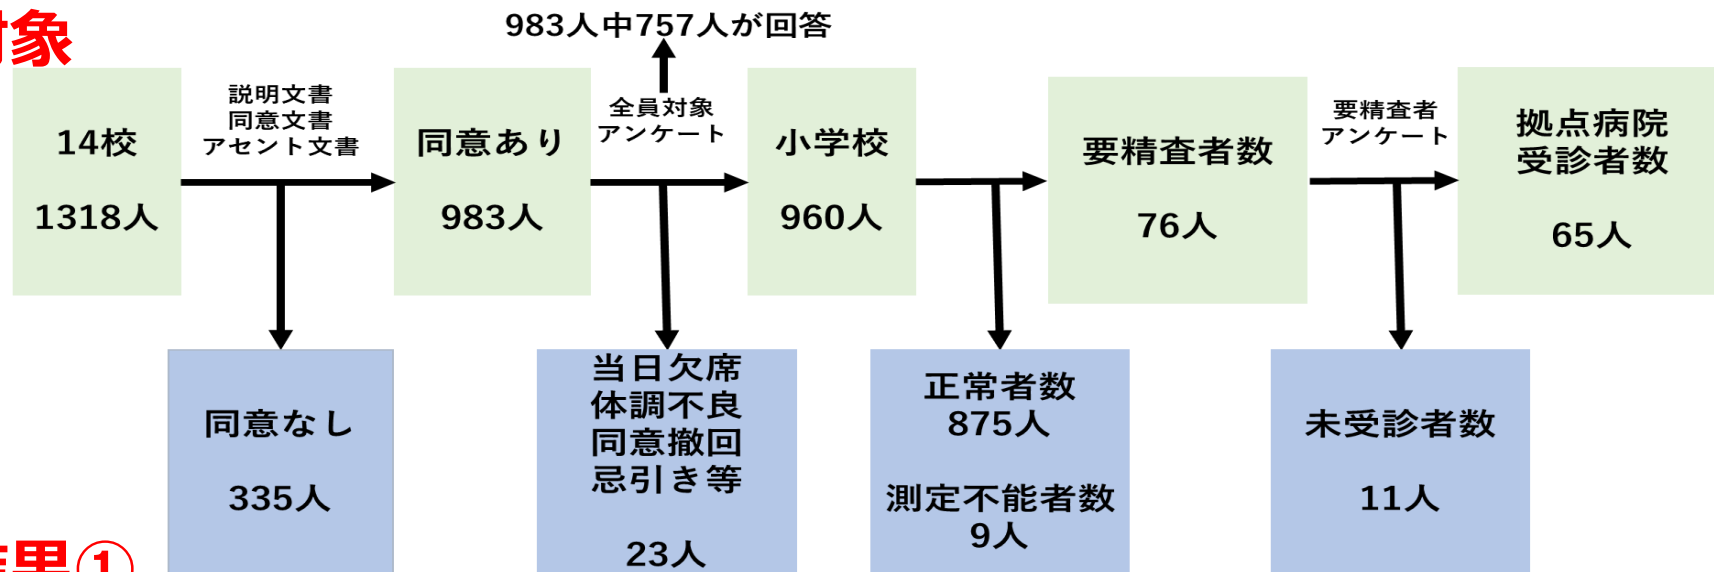 象
983人中757人が回答
14校
1318人
説明文書
同意文書
アセント文書
同意あり
983人
全員対象
アンケート
小学校
960人
要精査者数
76人
要精査者
アンケート
拠点病院
受診者数
65人
同意なし
335人
当日欠席
体調不良
同意撤回
忌引き等
23人
正常者数
875人
測定不能者数
9人
未受診者数
11人
果①